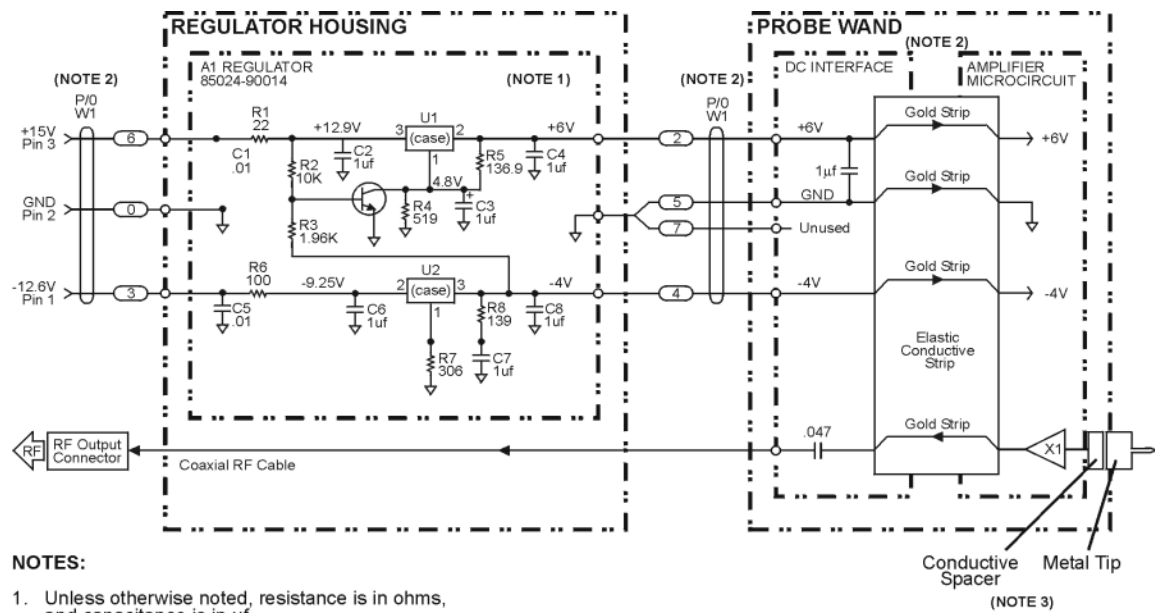 REGULATOR HOUSING
PROBE WAND
(NOTE 2)
A1 REGULATOR
85024-90014
(NOTE 1)
(NOTE 2)
(NOTE 2)
DC INTERFACE
AMPLIFIER
MICROCIRCUIT
P/0
W1
+15V
Pin 3
6
R1
22
+12.9V
U1
3
(case)
2
1
+6V
P/0
W1
2
+6V
Gold Strip
+6V
C1
.01
R2
10K
C2
1uf
R5
136.9
C4
1uf
4.8V
+
R4
519
C3
1uf
1µf
GND
Pin 2
0
R3
1.96K
5
GND
Gold Strip
7
Unused
-12.6V
Pin 1
3
R6
100
-9.25V
U2
2
(case)
3
1
-4V
4
-4V
Gold Strip
-4V
C5
.01
C6
1uf
R8
139
C8
1uf
R7
306
C7
1uf
Elastic
Conductive
Strip
RF
RF Output
Connector
Coaxial RF Cable
.047
Gold Strip
X1
NOTES:
Conductive
Spacer
Metal Tip
(NOTE 3)
1. Unless otherwise noted, resistance is in ohms,
and capacitance is in uf